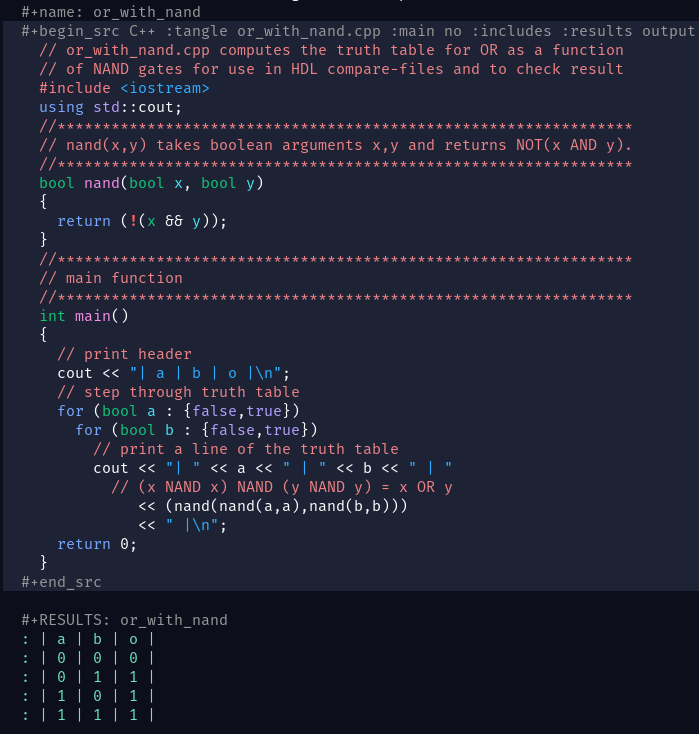 #+name: or_with_nand
#+begin_src C++ :tangle or_with_nand.cpp :main no :includes :results output
// or_with_nand.cpp computes the truth table for OR as a function
// of NAND gates for use in HDL compare-files and to check result
#include <iostream>
using std::cout;
//****************************************************************
// nand(x,y) takes boolean arguments x,y and returns NOT(x AND y).
//****************************************************************
bool nand(bool x, bool y)
{
return (!(x && y));
}
//****************************************************************
// main function
//****************************************************************
int main()
{
// print header
cout << "| a | b | o |\n";
// step through truth table
for (bool a : {false,true})
for (bool b : {false,true})
// print a line of the truth table
cout << "| " << a << " | " << b << " | "
// (x NAND x) NAND (y NAND y) = x OR y
<< (nand(nand(a,a),nand(b,b)))
<< " |\n";
return 0;
}
#+end_src
#+RESULTS: or_with_nand
: | a | b | o |
: | 0 | 0 | 0 |
: | 0 | 1 | 1 |
: | 1 | 0 | 1 |
: | 1 | 1 | 1 |